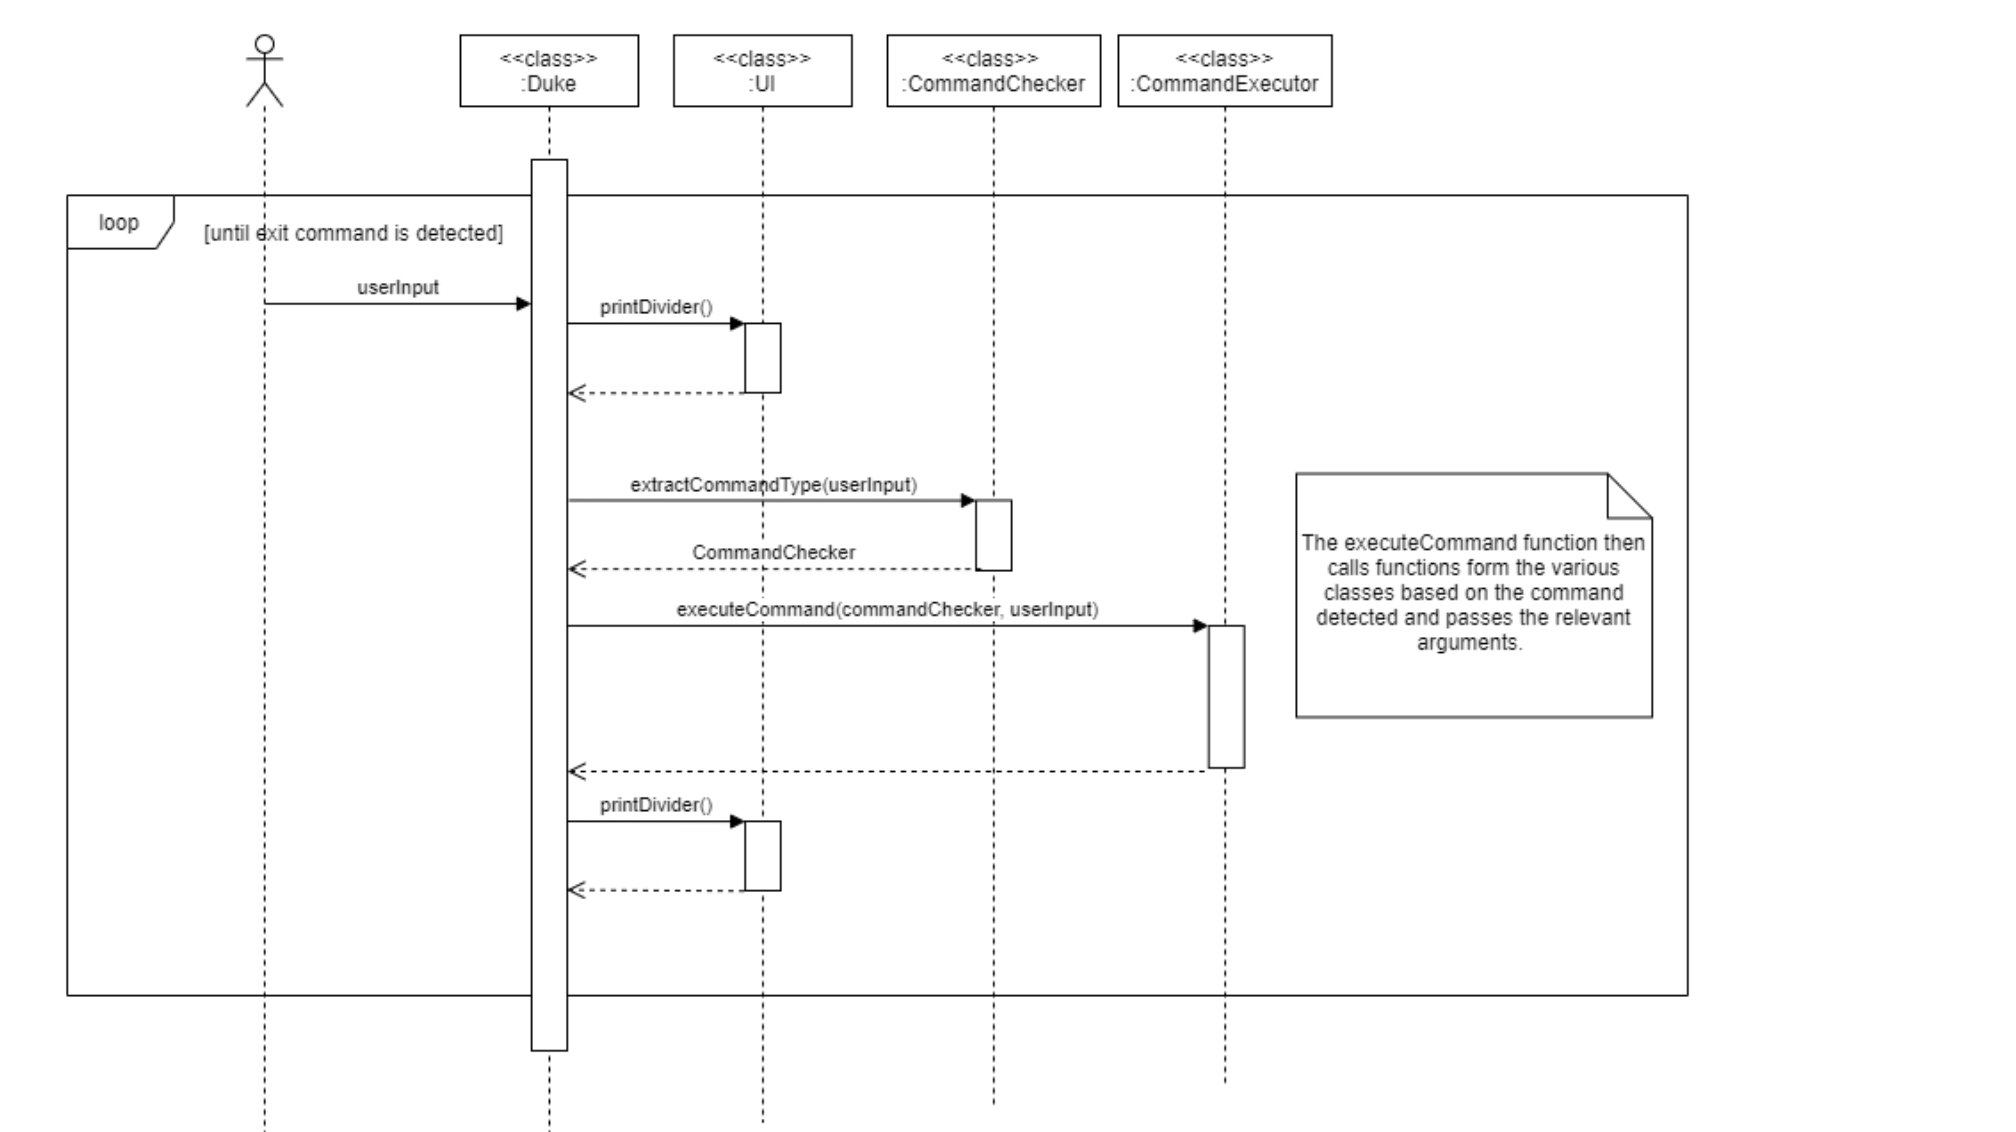 <<class>>
:Duke
<<class>>
:UI
<<class>>
:CommandChecker
<<class>>
:CommandExecutor
loop
[until exit command is detected]
userInput
printDivider()
extractCommandType(userInput)
CommandChecker
executeCommand(commandChecker, userInput)
The executeCommand function then
calls functions form the various
classes based on the command
detected and passes the relevant
arguments.
printDivider()